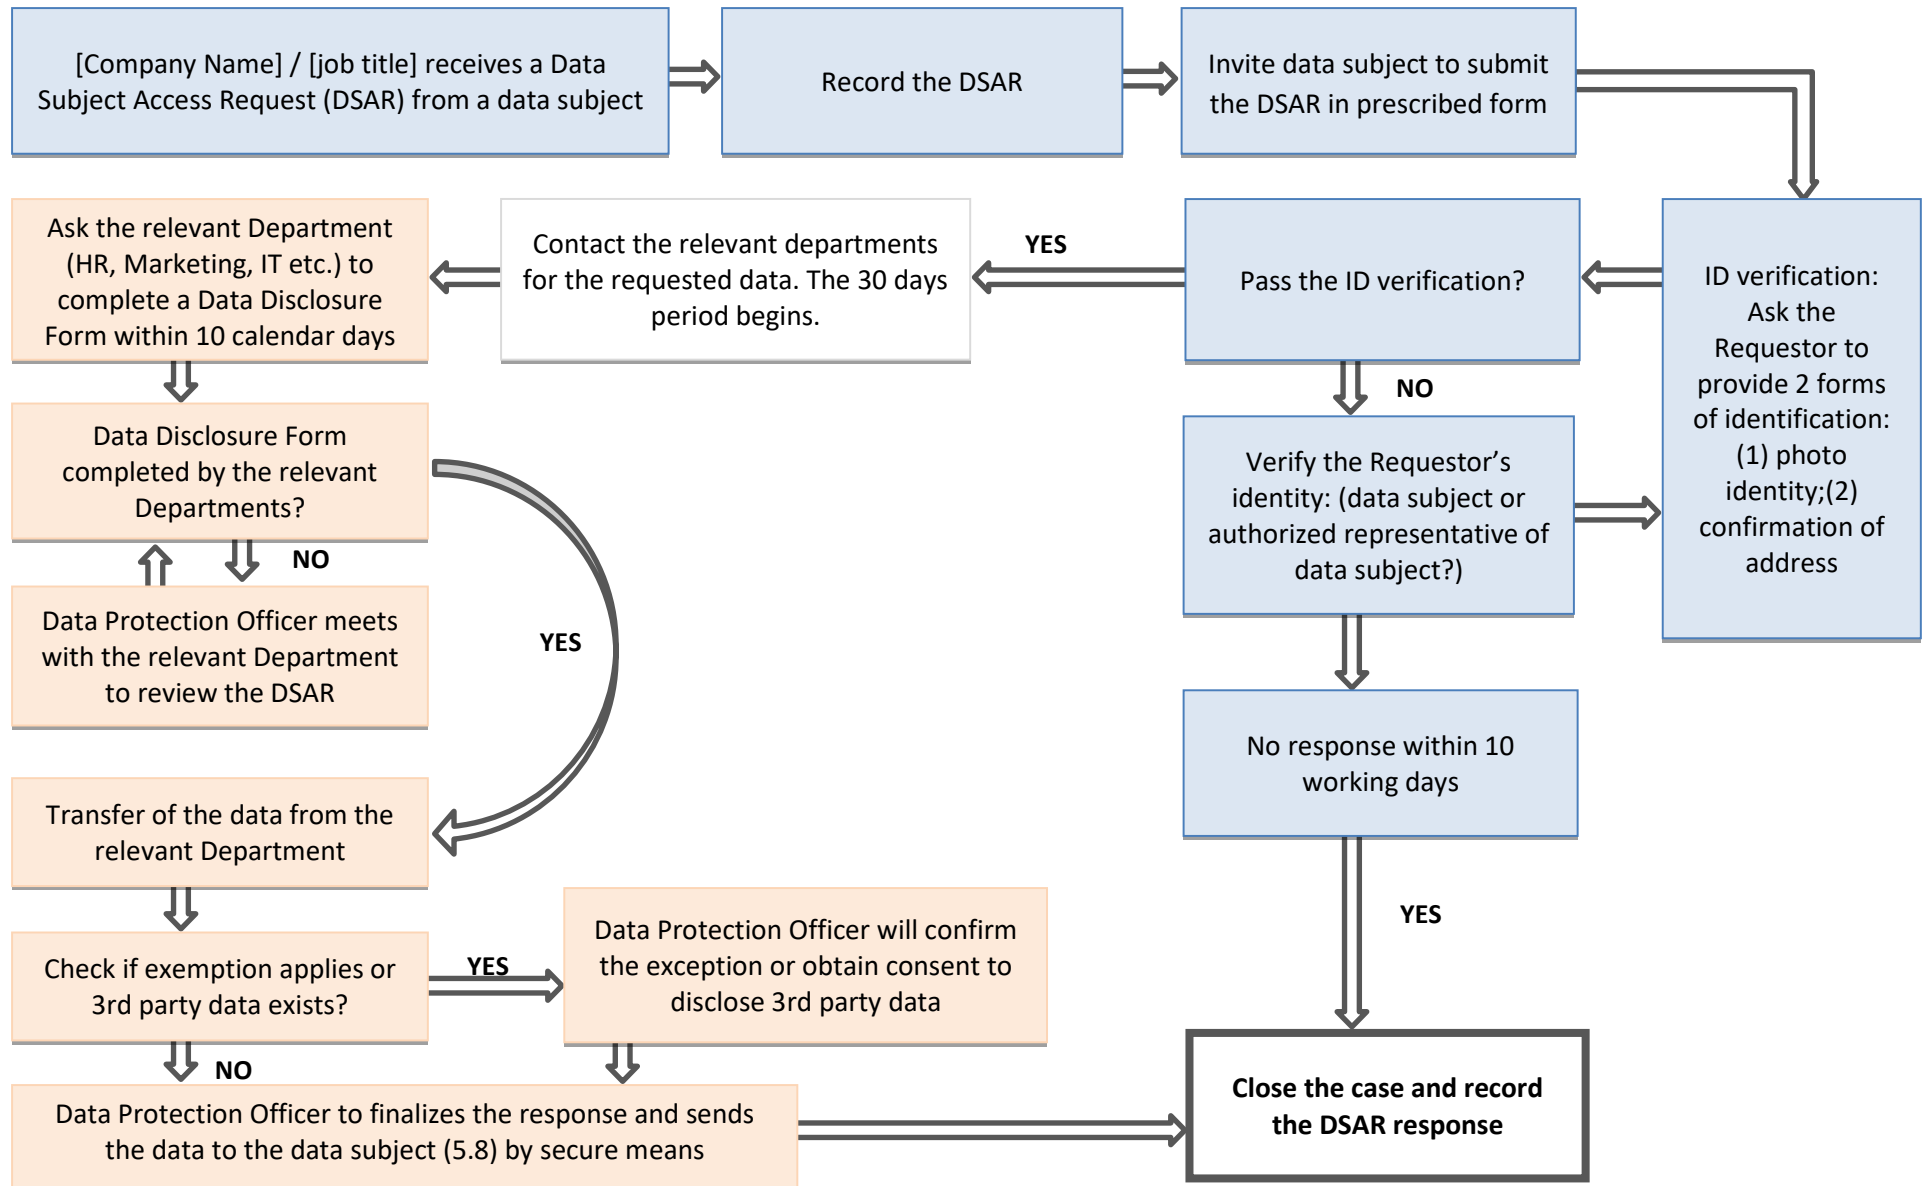 [Company Name] / [job title] receives a Data
Subject Access Request (DSAR) from a data subject
Record the DSAR
Invite data subject to submit
the DSAR in prescribed form
Ask the relevant Department
(HR, Marketing, IT etc.) to
complete a Data Disclosure
Form within 10 calendar days
Contact the relevant departments
for the requested data. The 30 days
period begins.
YES
Pass the ID verification?
ID verification:
Ask the
Requestor to
provide 2 forms
of identification:
(1) photo
identity;(2)
confirmation of
address
NO
Data Disclosure Form
completed by the relevant
Departments?
Verify the Requestor’s
identity: (data subject or
authorized representative of
data subject?)
NO
Data Protection Officer meets
with the relevant Department
to review the DSAR
YES
No response within 10
working days
Transfer of the data from the
relevant Department
YES
Check if exemption applies or
3rd party data exists?
YES
Data Protection Officer will confirm
the exception or obtain consent to
disclose 3rd party data
NO
Data Protection Officer to finalizes the response and sends
the data to the data subject (5.8) by secure means
Close the case and record
the DSAR response